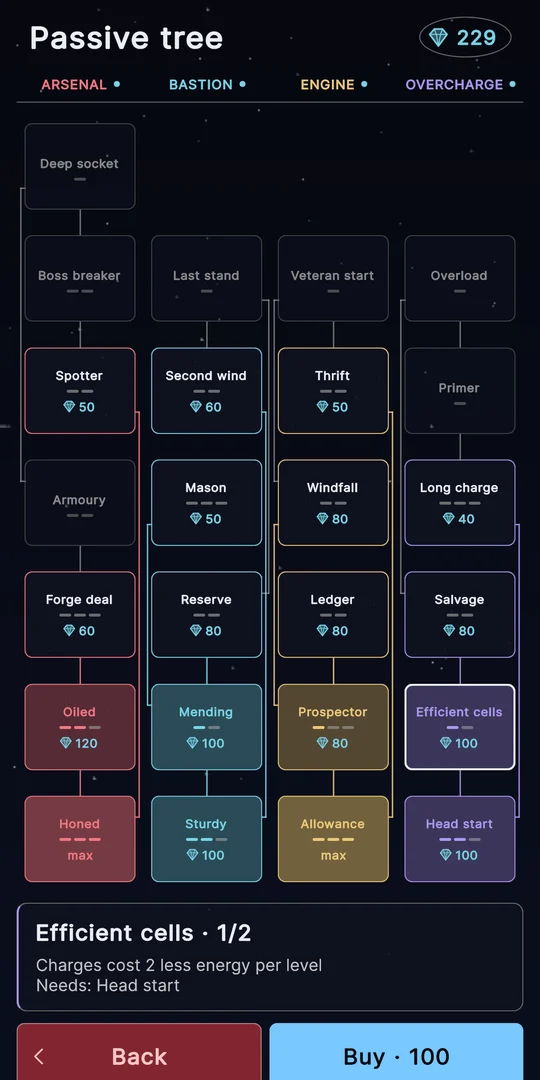 Passive tree
229
ARSENAL
BASTION
ENGINE
OVERCHARGE
Deep socket
Boss breaker
Last stand
Veteran start
Overload
Spotter
50
Second wind
60
Thrift
50
Primer
Armoury
Mason
50
Windfall
80
Long charge
40
Forge deal
60
Reserve
80
Ledger
80
Salvage
80
Oiled
120
Mending
100
Prospector
80
Efficient cells
100
Honed
max
Sturdy
100
Allowance
max
Head start
100
Efficient cells · 1/2
Charges cost 2 less energy per level
Needs: Head start
Back
Buy · 100